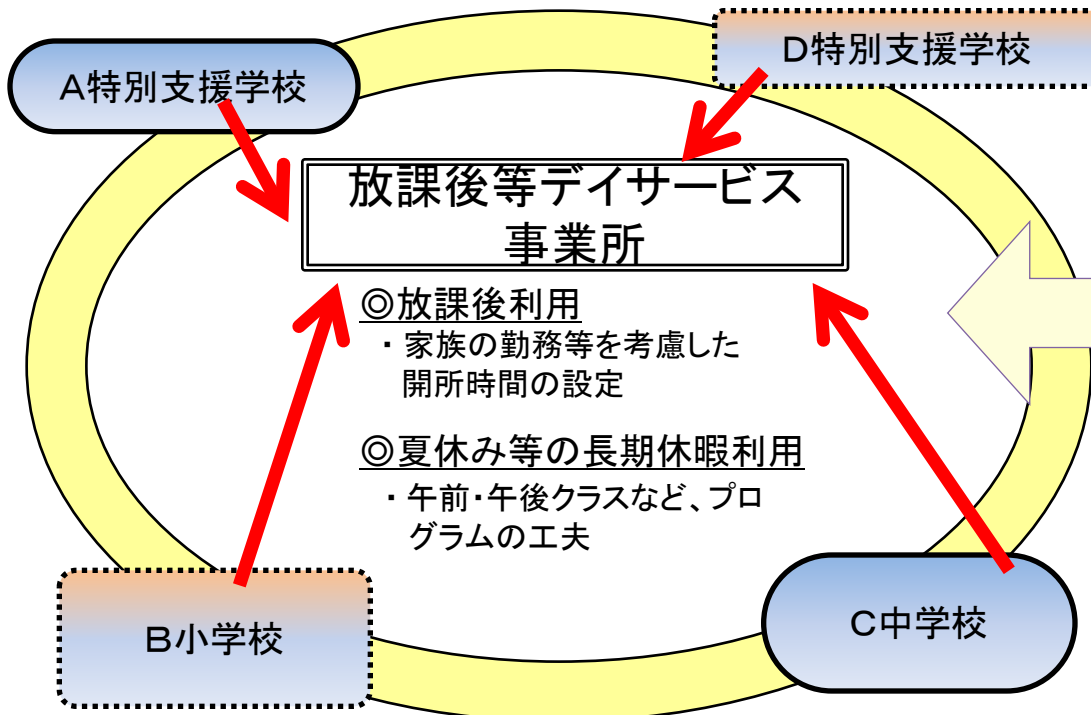 A特別支援学校
D特別支援学校
放課後等デイサービス
事業所
◎放課後利用
・家族の勤務等を考慮した
開所時間の設定
◎夏休み等の長期休暇利用
・午前・午後クラスなど、プロ
グラムの工夫
B小学校
C中学校